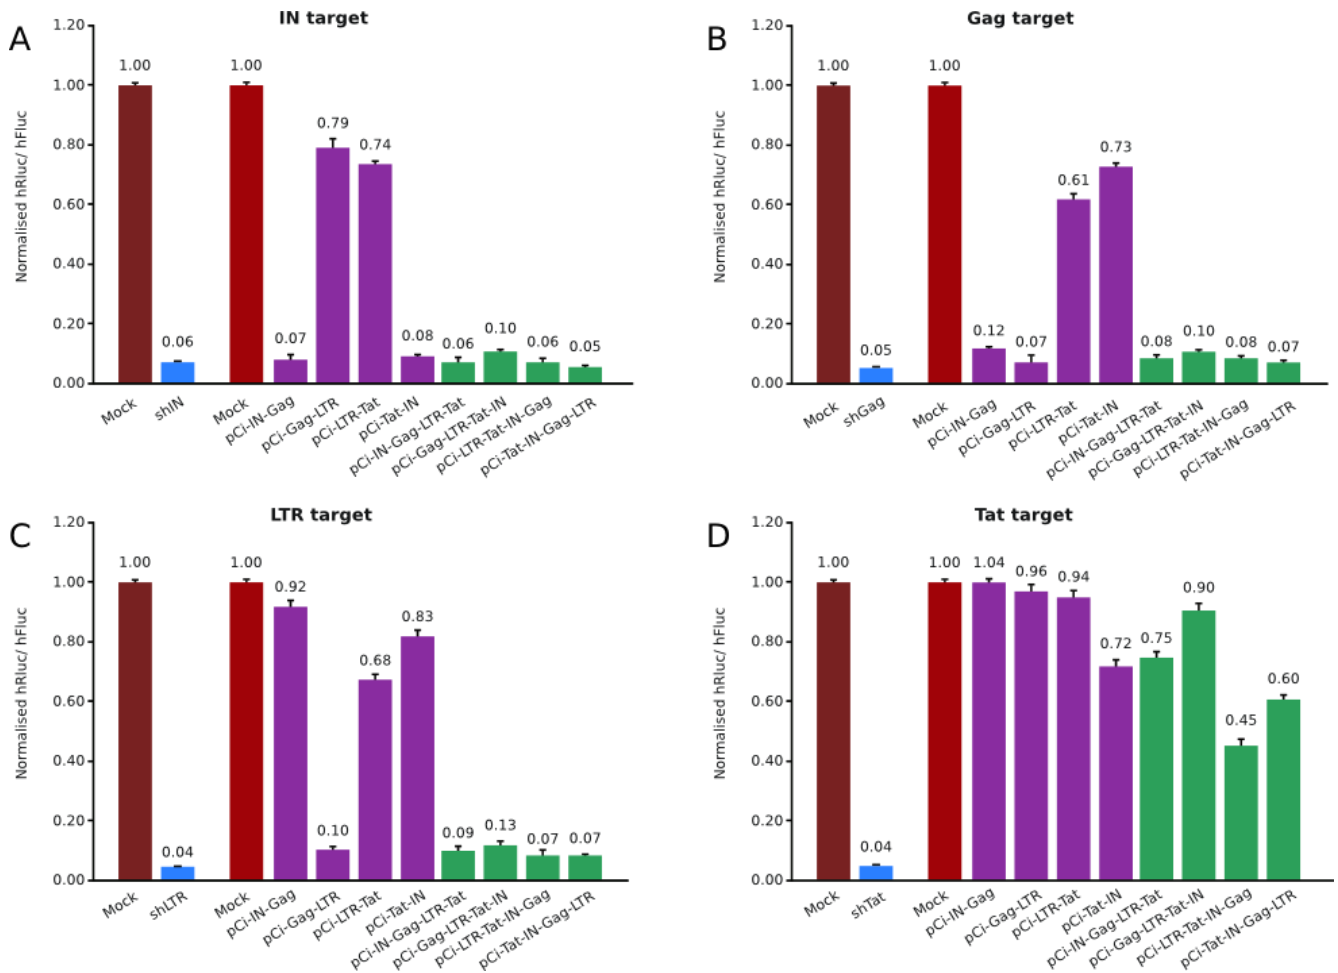 A
IN target
Normalised hRluc/ hFluc
1.20
1.00
0.80
0.60
0.40
0.20
0.00
1.00
0.06
1.00
0.07
0.79
0.74
0.08
0.06
0.10
0.06
0.05
Mock
shIN
Mock
pCi-IN-Gag
pCi-Gag-LTR
pCi-LTR-Tat
pCi-Tat-IN
pCi-IN-Gag-LTR-Tat
pCi-Gag-LTR-Tat-IN
pCi-LTR-Tat-IN-Gag
pCi-Tat-IN-Gag-LTR
B
Gag target
Normalised hRluc/ hFluc
1.20
1.00
0.80
0.60
0.40
0.20
0.00
1.00
0.05
1.00
0.12
0.07
0.61
0.73
0.08
0.10
0.08
0.07
Mock
shGag
Mock
pCi-IN-Gag
pCi-Gag-LTR
pCi-LTR-Tat
pCi-Tat-IN
pCi-IN-Gag-LTR-Tat
pCi-Gag-LTR-Tat-IN
pCi-LTR-Tat-IN-Gag
pCi-Tat-IN-Gag-LTR
C
LTR target
Normalised hRluc/ hFluc
1.20
1.00
0.80
0.60
0.40
0.20
0.00
1.00
0.04
1.00
0.92
0.10
0.68
0.83
0.09
0.13
0.07
0.07
Mock
shLTR
Mock
pCi-IN-Gag
pCi-Gag-LTR
pCi-LTR-Tat
pCi-Tat-IN
pCi-IN-Gag-LTR-Tat
pCi-Gag-LTR-Tat-IN
pCi-LTR-Tat-IN-Gag
pCi-Tat-IN-Gag-LTR
D
Tat target
Normalised hRluc/ hFluc
1.20
1.00
0.80
0.60
0.40
0.20
0.00
1.00
0.04
1.00
1.04
0.96
0.94
0.72
0.75
0.90
0.45
0.60
Mock
shTat
Mock
pCi-IN-Gag
pCi-Gag-LTR
pCi-LTR-Tat
pCi-Tat-IN
pCi-IN-Gag-LTR-Tat
pCi-Gag-LTR-Tat-IN
pCi-LTR-Tat-IN-Gag
pCi-Tat-IN-Gag-LTR